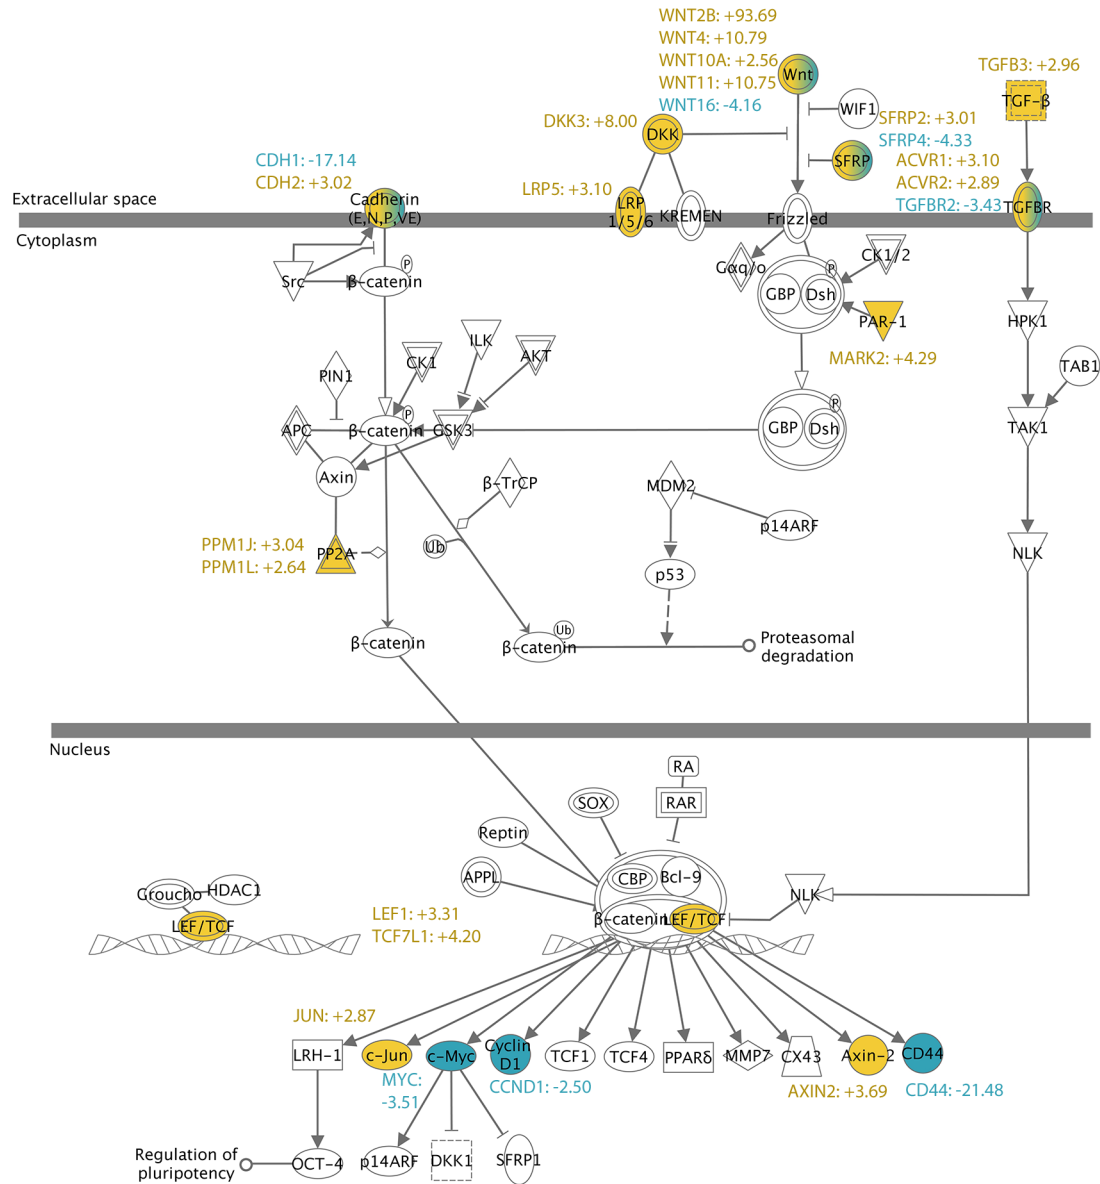 WNT2B: +93.69
WNT4: +10.79
WNT10A: +2.56
WNT11: +10.75
WNT16: -4.16
Wnt
TGFB3: +2.96
TGF-β
WIF1
DKK3: +8.00
DKK
SFRP2: +3.01
SFRP4: -4.33
SFRP
ACVR1: +3.10
ACVR2: +2.89
TGFBR2: -3.43
TGFBR
CDH1: -17.14
CDH2: +3.02
Cadherin
(E,N,P,VE)
LRP5: +3.10
LRP
1/5/6
KREMEN
Frizzled
Extracellular space
Cytoplasm
Src
P
β-catenin
Gαq/o
P
GBP
Dsh
CK1/2
PAR-1
MARK2: +4.29
HPK1
TAB1
TAK1
PIN1
CK1
ILK
AKT
P
APC
β-catenin
GSK3
Axin
P
GBP
Dsh
β-TrCP
Ub
MDM2
p14ARF
p53
NLK
PPM1J: +3.04
PPM1L: +2.64
PP2A
β-catenin
Ub
β-catenin
Proteasomal
degradation
Nucleus
RA
RAR
SOX
Reptin
APPL
CBP
Bcl-9
β-catenin
LEF/TCF
NLK
Groucho
HDAC1
LEF/TCF
LEF1: +3.31
TCF7L1: +4.20
JUN: +2.87
LRH-1
c-Jun
c-Myc
Cyclin
D1
TCF1
TCF4
PPARδ
MMP7
CX43
Axin-2
CD44
MYC:
-3.51
CCND1: -2.50
AXIN2: +3.69
CD44: -21.48
Regulation of
pluripotency
OCT-4
p14ARF
DKK1
SFRP1